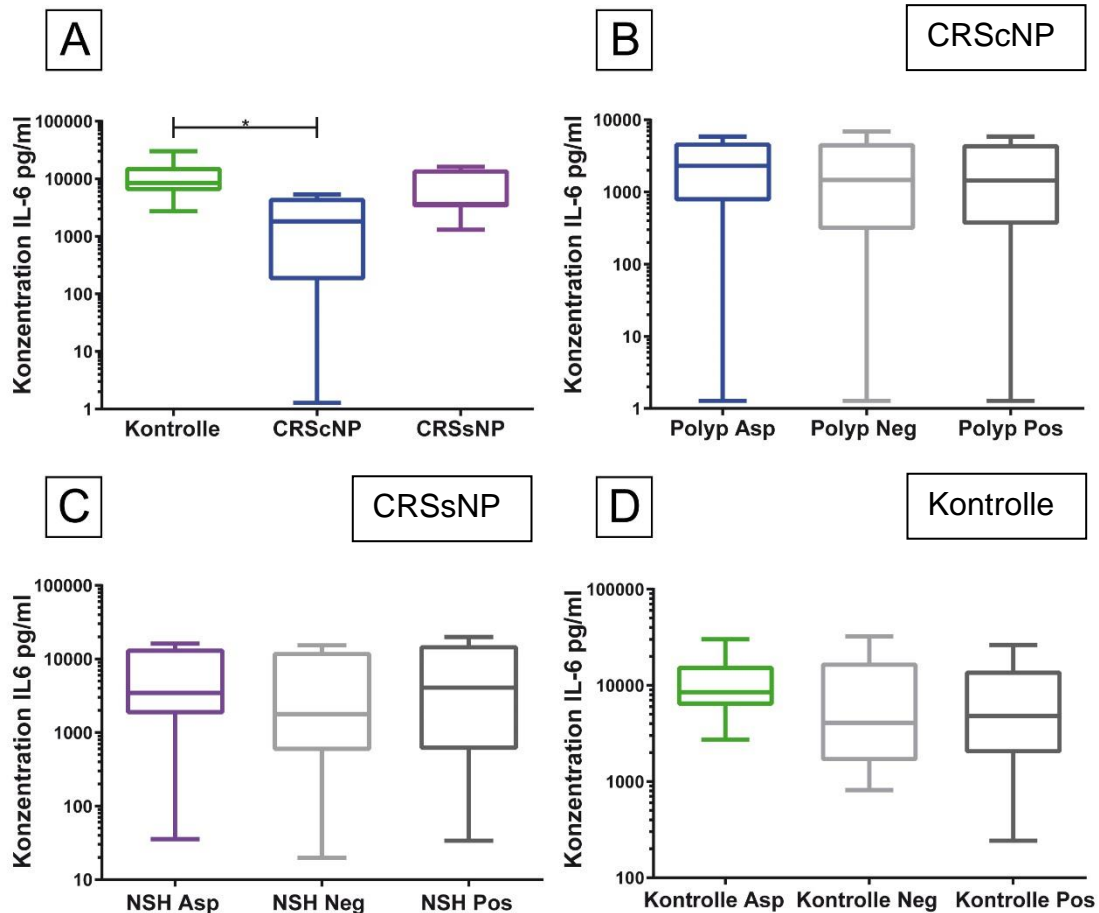 A
Konzentration IL-6 pg/ml
100000
10000
1000
100
10
1
*
Kontrolle CRScNP CRSsNP
B
CRScNP
Konzentration IL-6 pg/ml
10000
1000
100
10
1
Polyp Asp Polyp Neg Polyp Pos
C
CRSsNP
Konzentration IL6 pg/ml
100000
10000
1000
100
10
NSH Asp NSH Neg NSH Pos
D
Kontrolle
Konzentration IL-6 pg/ml
100000
10000
1000
100
Kontrolle Asp Kontrolle Neg Kontrolle Pos